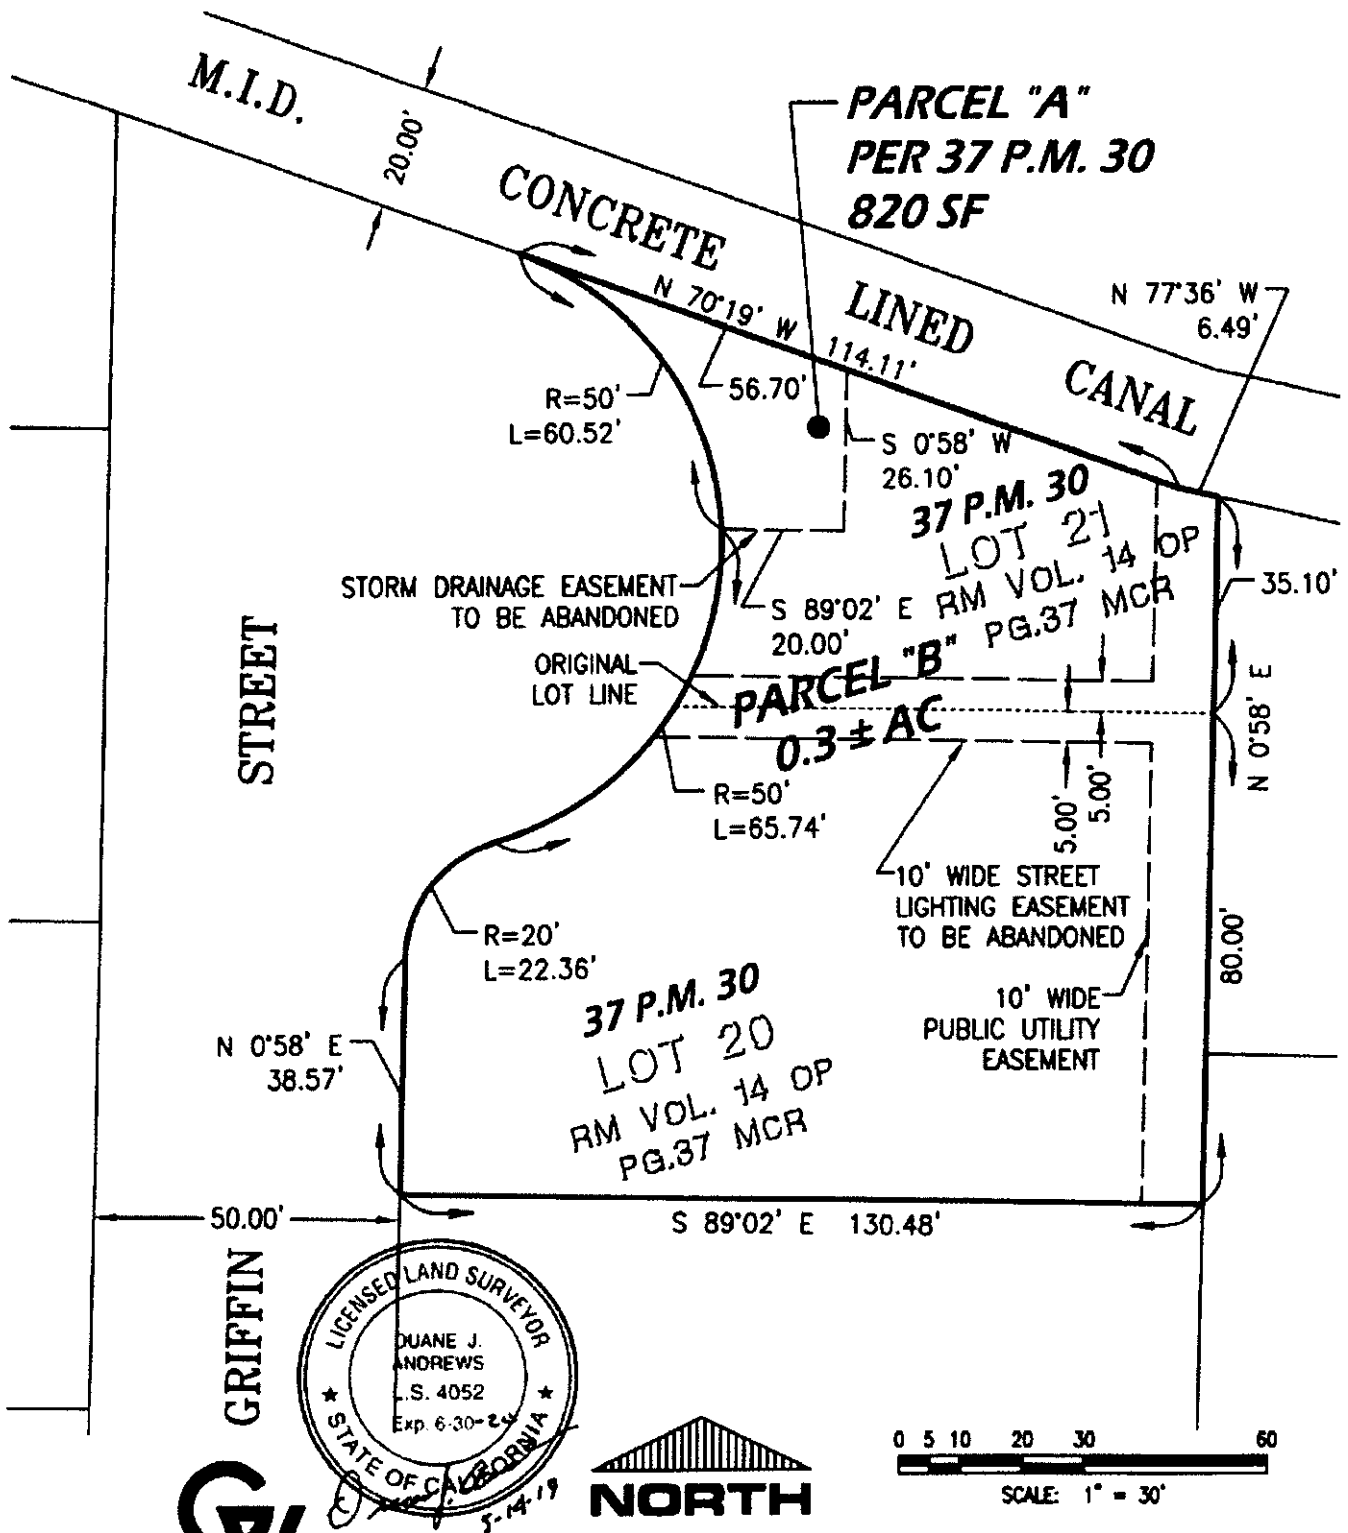 M.I.D.
CONCRETE
LINED
CANAL
20.00'
PARCEL "A"
PER 37 P.M. 30
820 SF
N 77°36' W
6.49'
N 70°19' W 114.11'
56.70'
R=50'
L=60.52'
S 0°58' W
26.10'
37 P.M. 30
LOT 21
RM VOL. 14 OP
PG.37 MCR
35.10'
STORM DRAINAGE EASEMENT
TO BE ABANDONED
S 89°02' E
20.00'
ORIGINAL
LOT LINE
PARCEL "B"
0.3 ± AC
N 0°58' E
STREET
R=50'
L=65.74'
5.00'
5.00'
10' WIDE STREET
LIGHTING EASEMENT
TO BE ABANDONED
R=20'
L=22.36'
80.00'
10' WIDE
PUBLIC UTILITY
EASEMENT
37 P.M. 30
LOT 20
RM VOL. 14 OP
PG.37 MCR
N 0°58' E
38.57'
50.00'
S 89°02' E 130.48'
GRIFFIN
LICENSED LAND SURVEYOR
DUANE J.
ANDREWS
L.S. 4052
Exp. 6-30-20
STATE OF CALIFORNIA
5-14-19
NORTH
0 5 10 20 30 60
SCALE: 1" = 30'